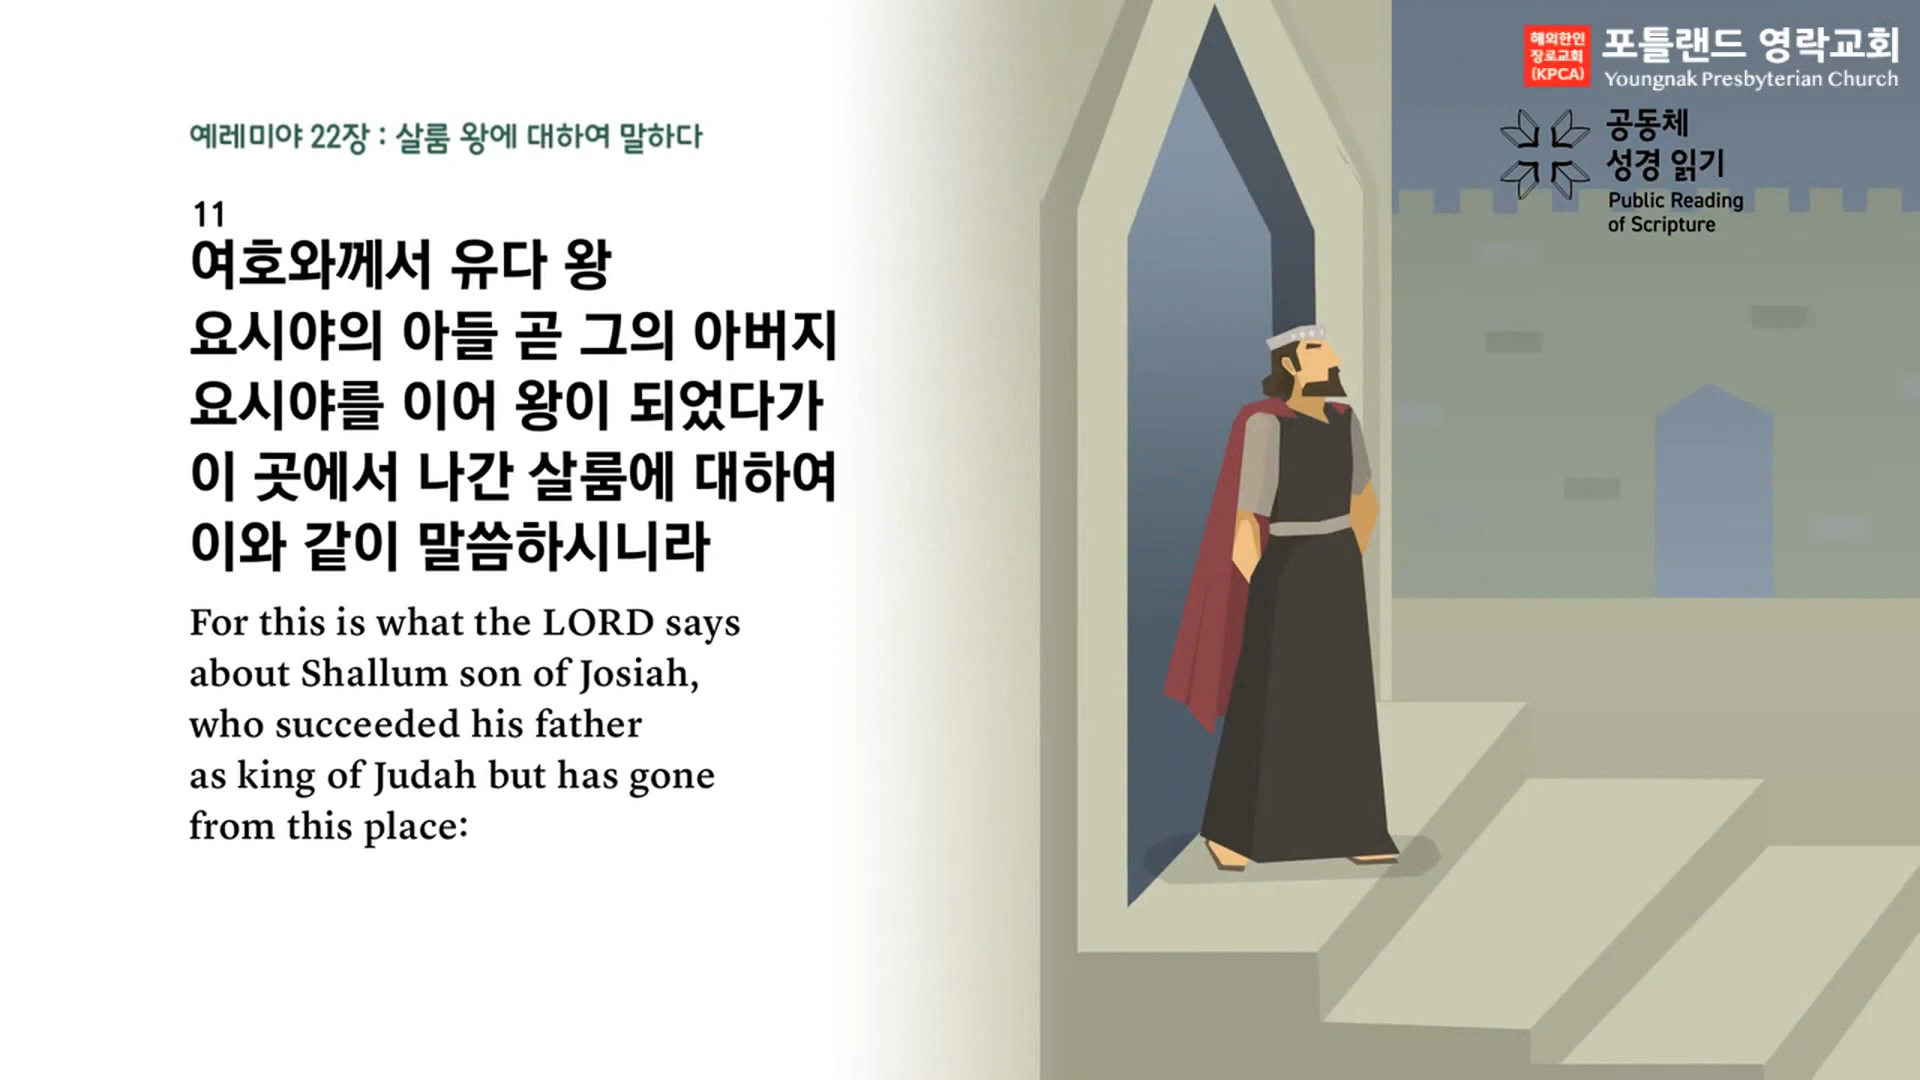 해외한인
장로교회
(KPCA)
포틀랜드 영락교회
Youngnak Presbyterian Church
공동체
성경 읽기
Public Reading
of Scripture
예레미야 22장 : 살룸 왕에 대하여 말하다
11
여호와께서 유다 왕
요시야의 아들 곧 그의 아버지
요시야를 이어 왕이 되었다가
이 곳에서 나간 살룸에 대하여
이와 같이 말씀하시니라
For this is what the LORD says
about Shallum son of Josiah,
who succeeded his father
as king of Judah but has gone
from this place: